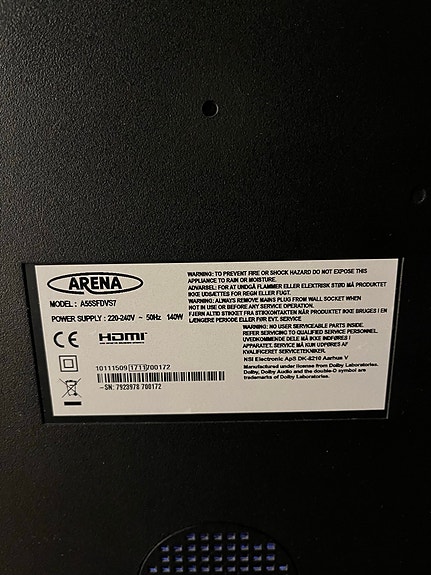 ARENA
MODEL : A55SFDVS7
POWER SUPPLY : 220-240V ~ 50Hz 140W
CE HDMI
10111509 1711 700172
-SN: 7923978 700172
WARNING: TO PREVENT FIRE OR SHOCK HAZARD DO NOT EXPOSE THIS
APPLIANCE TO RAIN OR MOISTURE.
ADVARSEL: FOR AT UNDGÅ FLAMMER ELLER ELEKTRISK STØD MÅ PRODUKTET
IKKE UDSÆTTES FOR REGN ELLER FUGT.
WARNING: ALWAYS REMOVE MAINS PLUG FROM WALL SOCKET WHEN
NOT IN USE OR BEFORE ANY OPERATION SERVICE.
FJERN ALTID STIKKET FRA STIKKONTAKTEN NÅR PRODUKTET IKKE BRUGES I EN
LÆNGERE PERIODE ELLER FØR EVT. SERVICE
WARNING: NO USER SERVICEABLE PARTS INSIDE.
REFER SERVICING TO QUALIFIED SERVICE PERSONNEL.
UVEDKOMMENDE DELE MÅ IKKE INDFØRES I
APPARATET. SERVICE MÅ KUN UDFØRES AF
KVALIFICERET SERVICETEKNIKER.
NSI Electronic ApS DK-8210 Aarhus V
Manufactured under license from Dolby Laboratories.
Dolby, Dolby Audio and the double-D symbol are
trademarks of Dolby Laboratories.